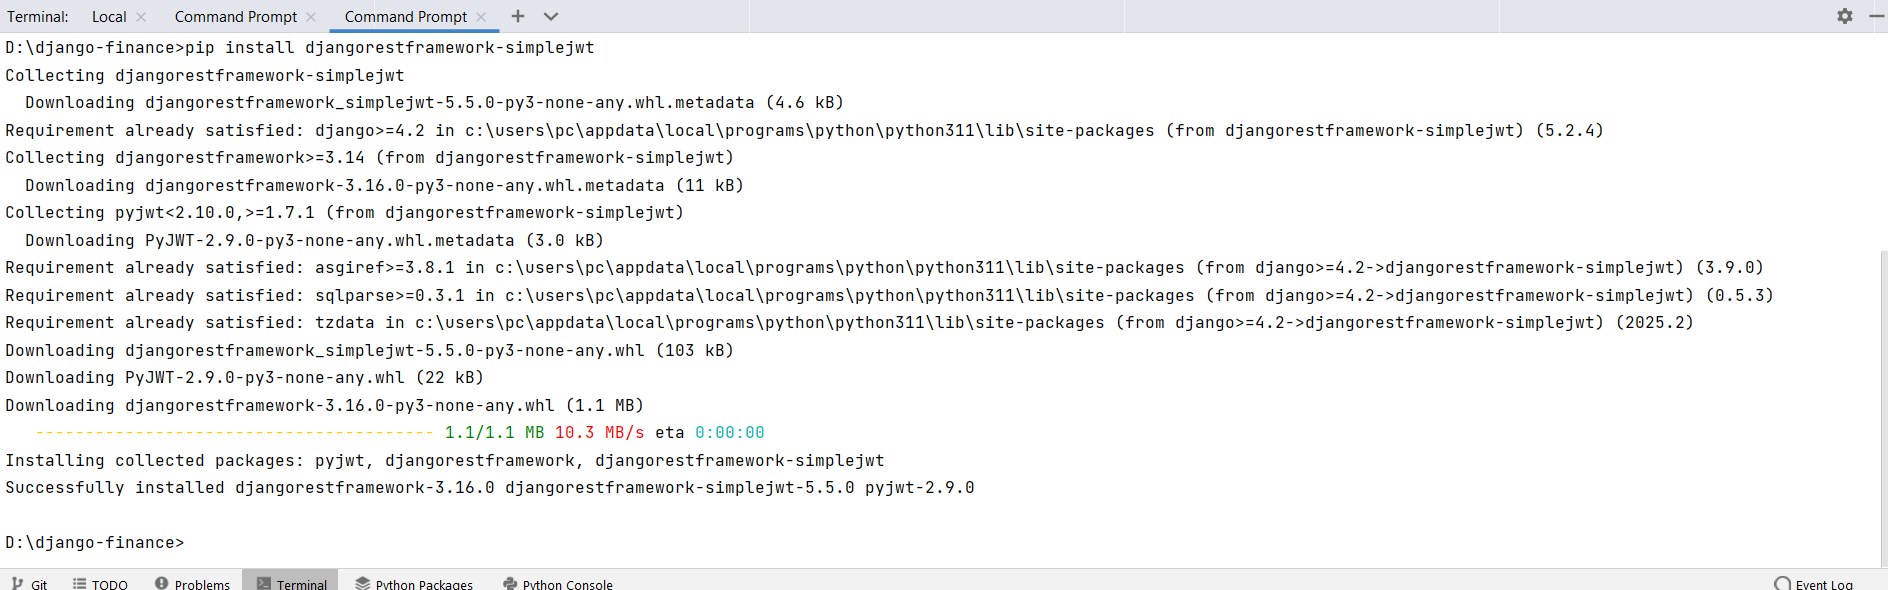 Terminal: Local Command Prompt Command Prompt
D:\django-finance>pip install djangorestframework-simplejwt
Collecting djangorestframework-simplejwt
  Downloading djangorestframework_simplejwt-5.5.0-py3-none-any.whl.metadata (4.6 kB)
Requirement already satisfied: django>=4.2 in c:\users\pc\appdata\local\programs\python\python311\lib\site-packages (from djangorestframework-simplejwt) (5.2.4)
Collecting djangorestframework>=3.14 (from djangorestframework-simplejwt)
  Downloading djangorestframework-3.16.0-py3-none-any.whl.metadata (11 kB)
Collecting pyjwt<2.10.0,>=1.7.1 (from djangorestframework-simplejwt)
  Downloading PyJWT-2.9.0-py3-none-any.whl.metadata (3.0 kB)
Requirement already satisfied: asgiref>=3.8.1 in c:\users\pc\appdata\local\programs\python\python311\lib\site-packages (from django>=4.2->djangorestframework-simplejwt) (3.9.0)
Requirement already satisfied: sqlparse>=0.3.1 in c:\users\pc\appdata\local\programs\python\python311\lib\site-packages (from django>=4.2->djangorestframework-simplejwt) (0.5.3)
Requirement already satisfied: tzdata in c:\users\pc\appdata\local\programs\python\python311\lib\site-packages (from django>=4.2->djangorestframework-simplejwt) (2025.2)
Downloading djangorestframework_simplejwt-5.5.0-py3-none-any.whl (103 kB)
Downloading PyJWT-2.9.0-py3-none-any.whl (22 kB)
Downloading djangorestframework-3.16.0-py3-none-any.whl (1.1 MB)
   ---------------------------------------- 1.1/1.1 MB 10.3 MB/s eta 0:00:00
Installing collected packages: pyjwt, djangorestframework, djangorestframework-simplejwt
Successfully installed djangorestframework-3.16.0 djangorestframework-simplejwt-5.5.0 pyjwt-2.9.0
D:\django-finance>
Git TODO Problems Terminal Python Packages Python Console Event Log